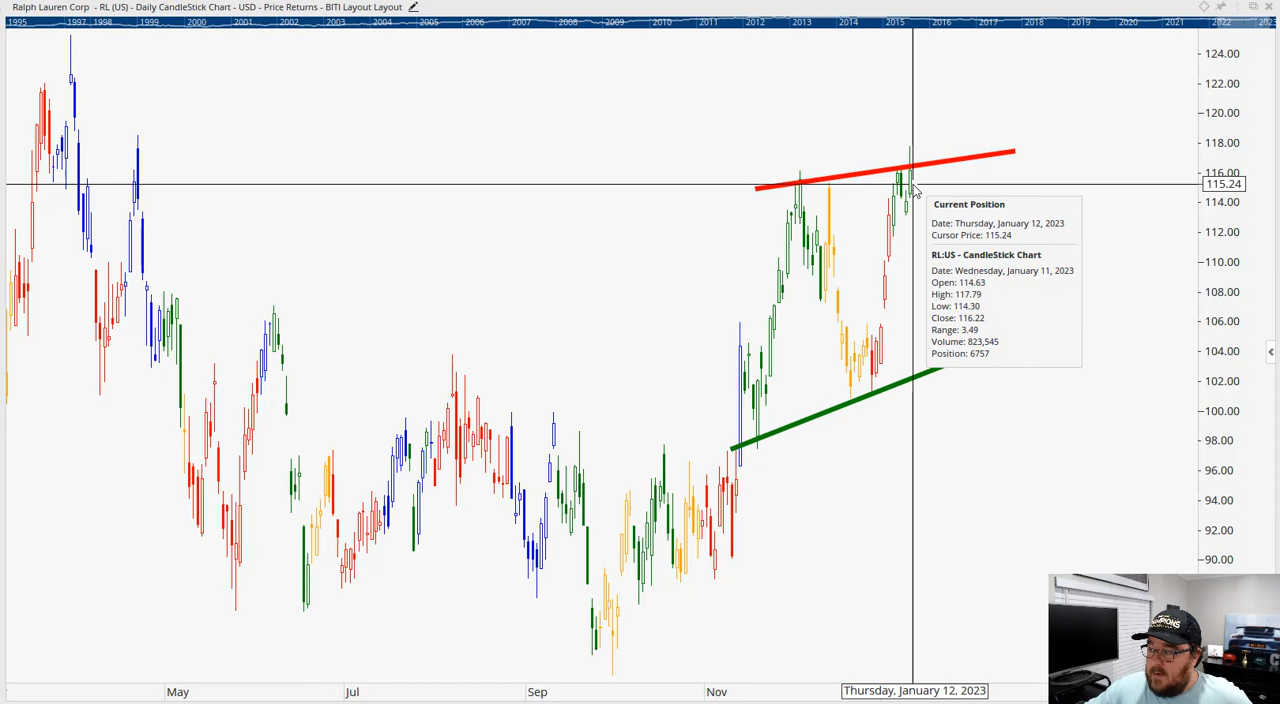 Ralph Lauren Corp - RL (US) - Daily CandleStick Chart - USD - Price Returns - BITI Layout Layout
1995 1997 1998 1999 2000 2001 2002 2003 2004 2005 2006 2007 2008 2009 2010 2011 2012 2013 2014 2015 2016 2017 2018 2019 2020 2021 2022 2023
124.00
122.00
120.00
118.00
116.00
115.24
114.00
112.00
110.00
108.00
106.00
104.00
102.00
100.00
98.00
96.00
94.00
92.00
90.00
Current Position
Date: Thursday, January 12, 2023
Cursor Price: 115.24
RL:US - CandleStick Chart
Date: Wednesday, January 11, 2023
Open: 114.63
High: 117.79
Low: 114.30
Close: 116.22
Range: 3.49
Volume: 823,545
Position: 6757
May Jul Sep Nov Thursday, January 12, 2023